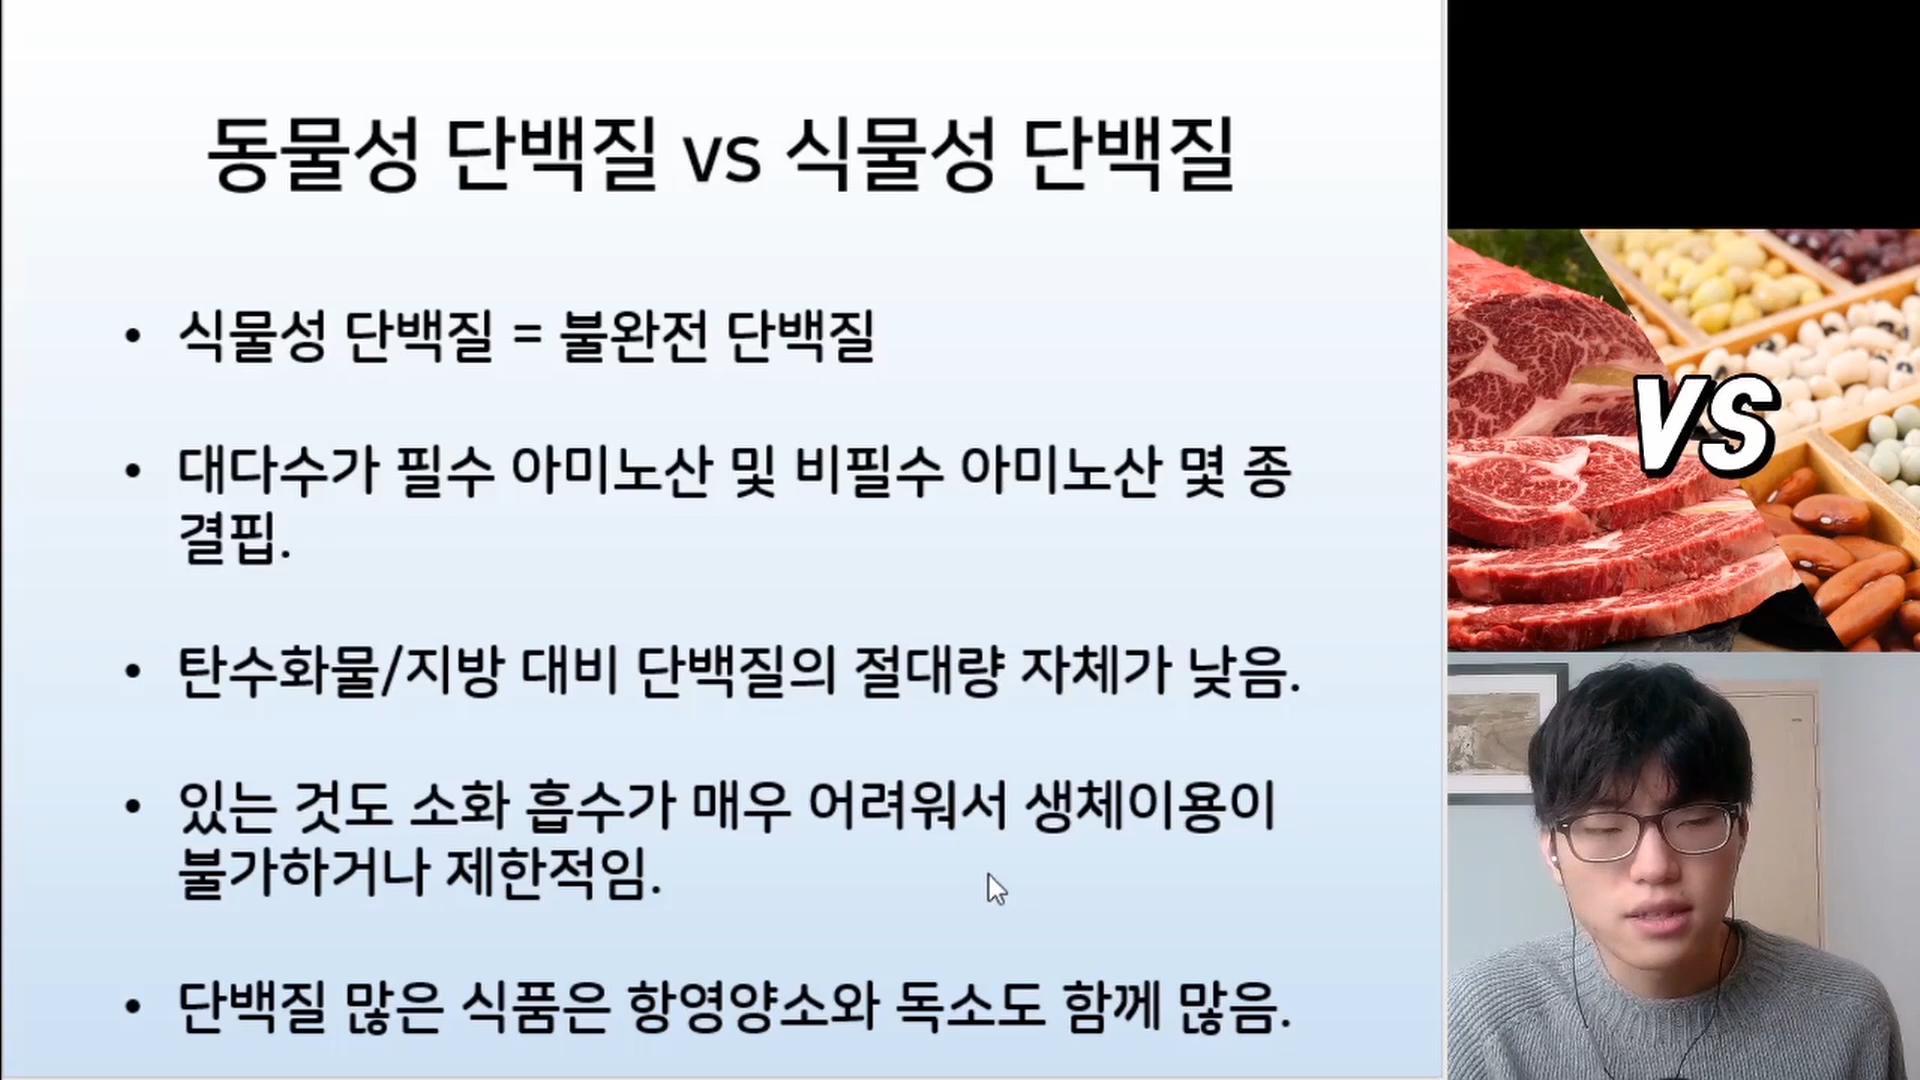 동물성 단백질 vs 식물성 단백질
• 식물성 단백질 = 불완전 단백질
• 대다수가 필수 아미노산 및 비필수 아미노산 몇 종
결핍.
• 탄수화물/지방 대비 단백질의 절대량 자체가 낮음.
• 있는 것도 소화 흡수가 매우 어려워서 생체이용이
불가하거나 제한적임.
• 단백질 많은 식품은 항영양소와 독소도 함께 많음.
VS